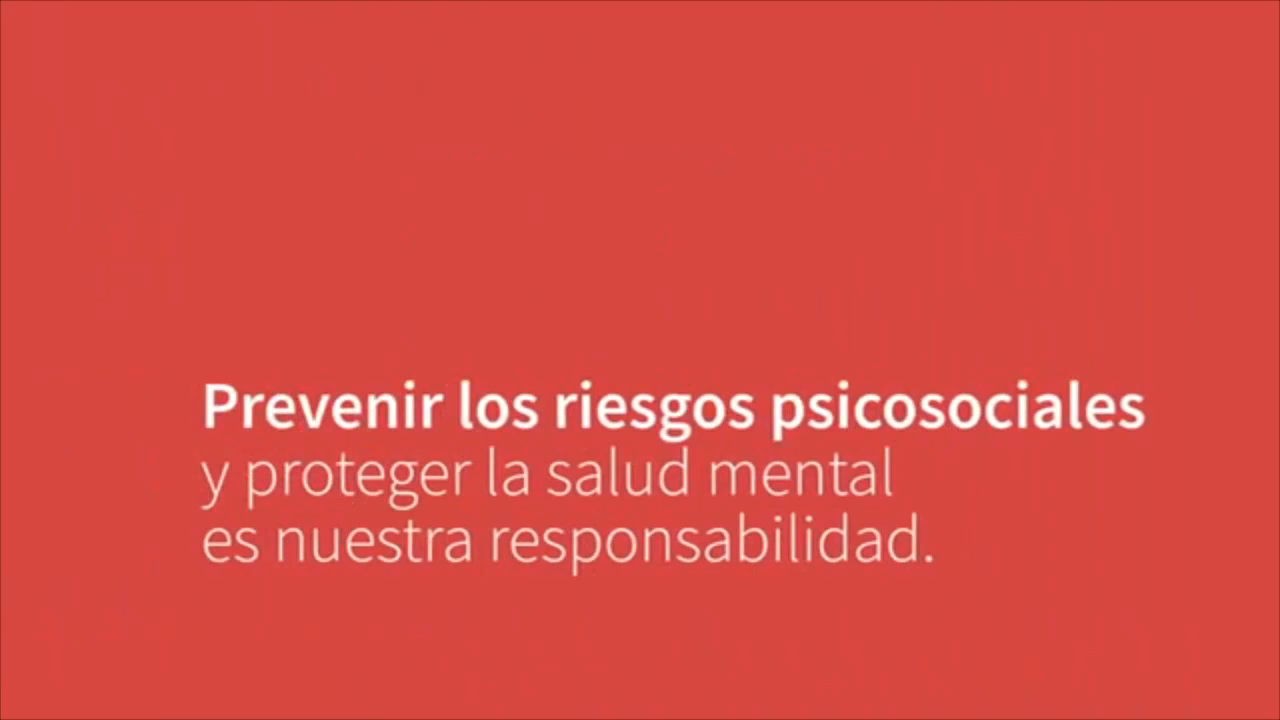 Prevenir los riesgos psicosociales
y proteger la salud mental
es nuestra responsabilidad.